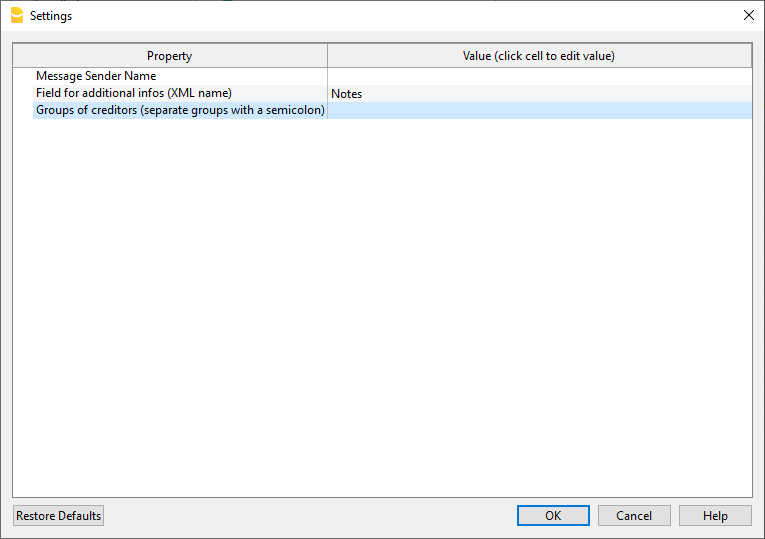 Settings
Property
Value (click cell to edit value)
Message Sender Name
Field for additional infos (XML name)
Notes
Groups of creditors (separate groups with a semicolon)
Restore Defaults
OK
Cancel
Help